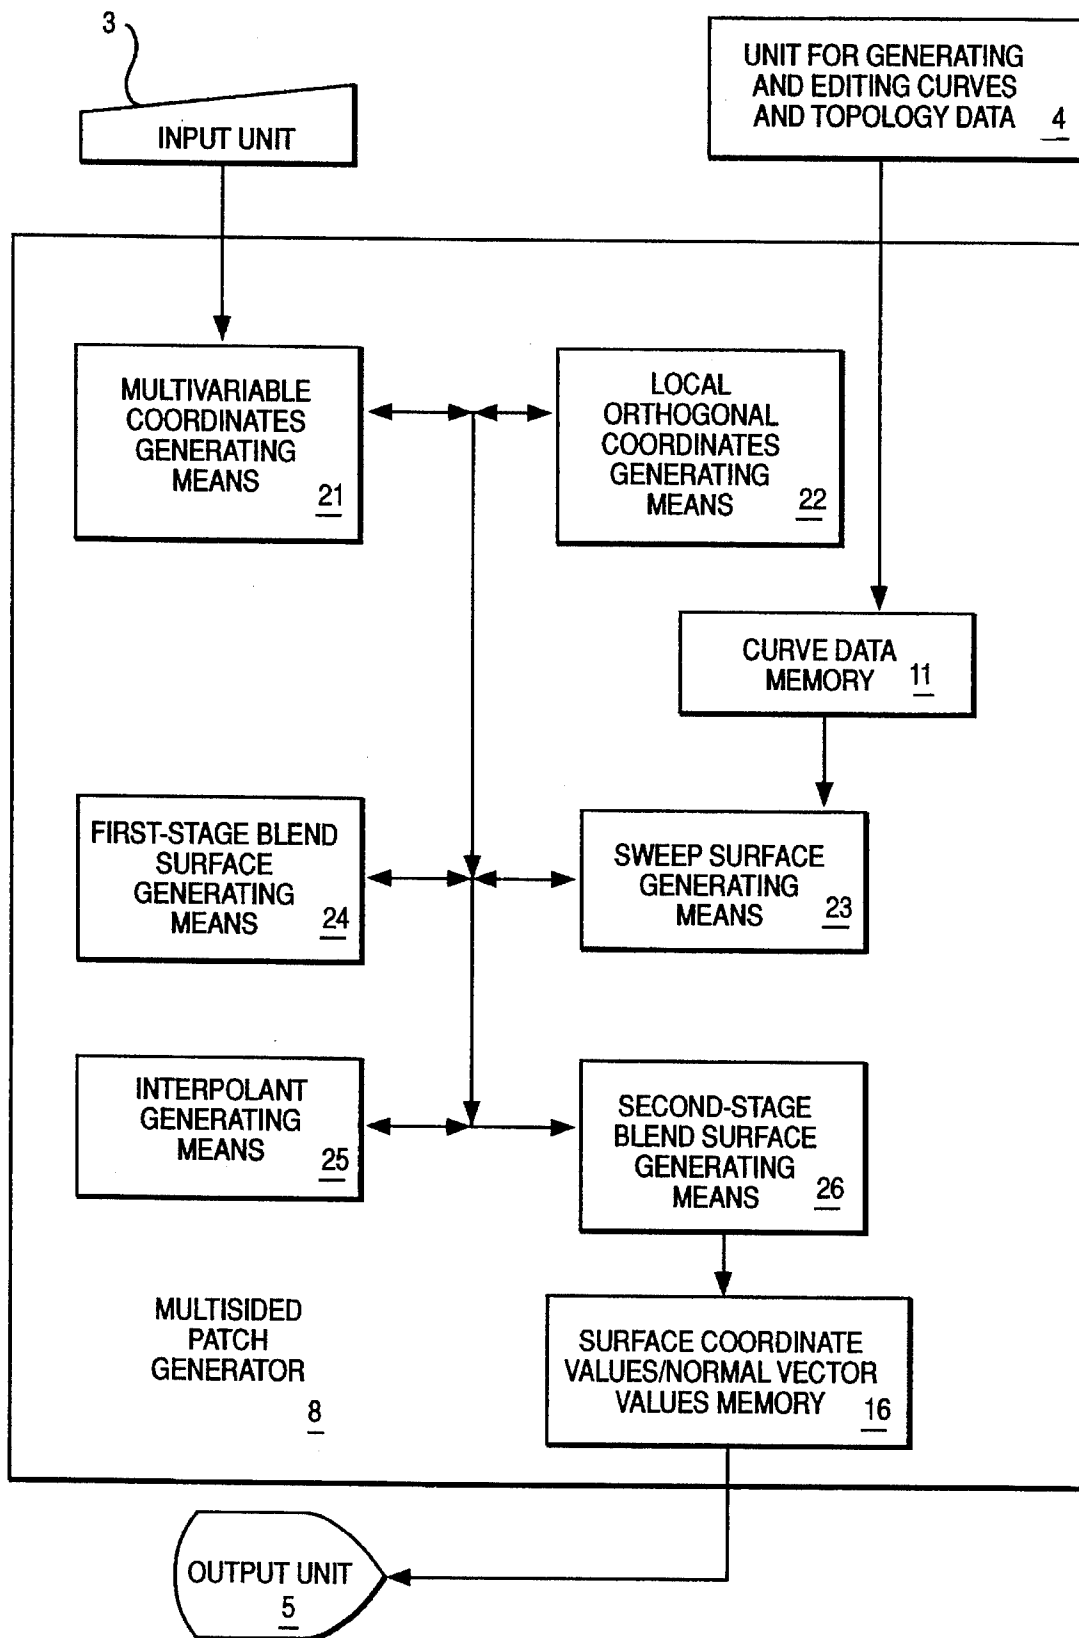 3
INPUT UNIT
UNIT FOR GENERATING
AND EDITING CURVES
AND TOPOLOGY DATA 4
MULTIVARIABLE
COORDINATES
GENERATING
MEANS
21
LOCAL
ORTHOGONAL
COORDINATES
GENERATING
MEANS 22
CURVE DATA
MEMORY 11
FIRST-STAGE BLEND
SURFACE
GENERATING
MEANS 24
SWEEP SURFACE
GENERATING
MEANS 23
INTERPOLANT
GENERATING
MEANS 25
SECOND-STAGE
BLEND SURFACE
GENERATING
MEANS 26
MULTISIDED
PATCH
GENERATOR
8
SURFACE COORDINATE
VALUES/NORMAL VECTOR
VALUES MEMORY 16
OUTPUT UNIT
5